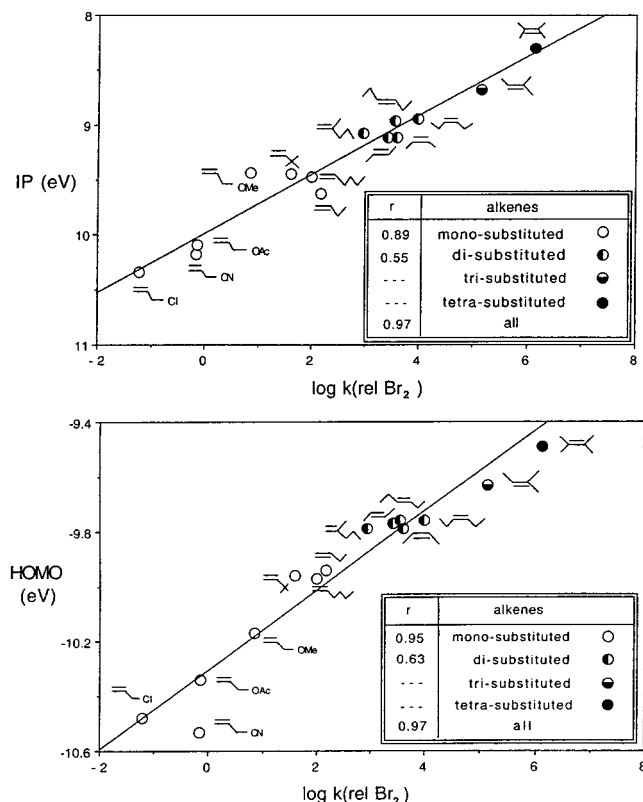 8
9
IP (eV)
10
11
-2
0
2
4
6
8
log k(rel Br2)
OMe
OAc
CN
Cl
r alkenes
0.89 mono-substituted
0.55 di-substituted
--- tri-substituted
--- tetra-substituted
0.97 all
-9.4
-9.8
HOMO
(eV)
-10.2
-10.6
-2
0
2
4
6
8
log k(rel Br2)
Cl
OMe
OAc
CN
r alkenes
0.95 mono-substituted
0.63 di-substituted
--- tri-substituted
--- tetra-substituted
0.97 all